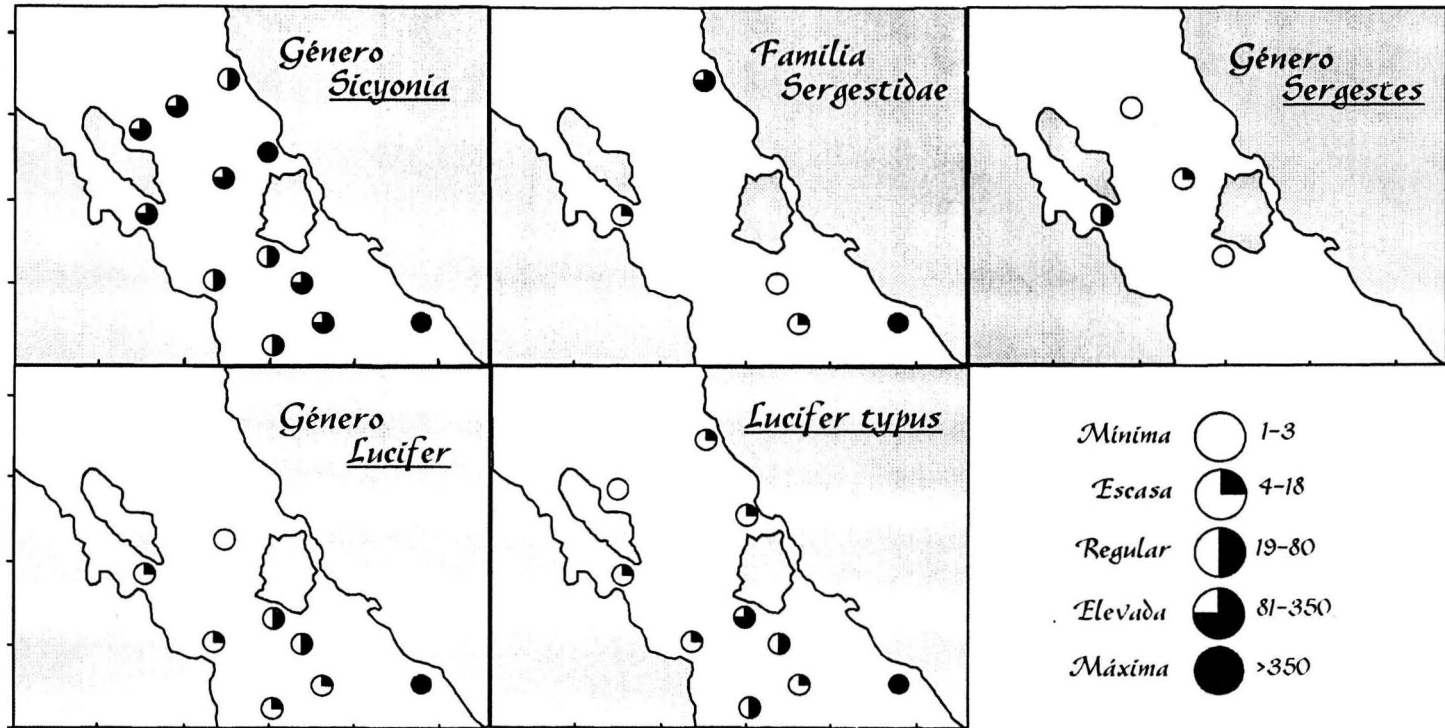 Género
Sicyonia
Familia
Sergestidae
Género
Sergestes
Género
Lucifer
Lucifer typus
Mínima 1-3
Escasa 4-18
Regular 19-80
Elevada 81-350
Máxima >350